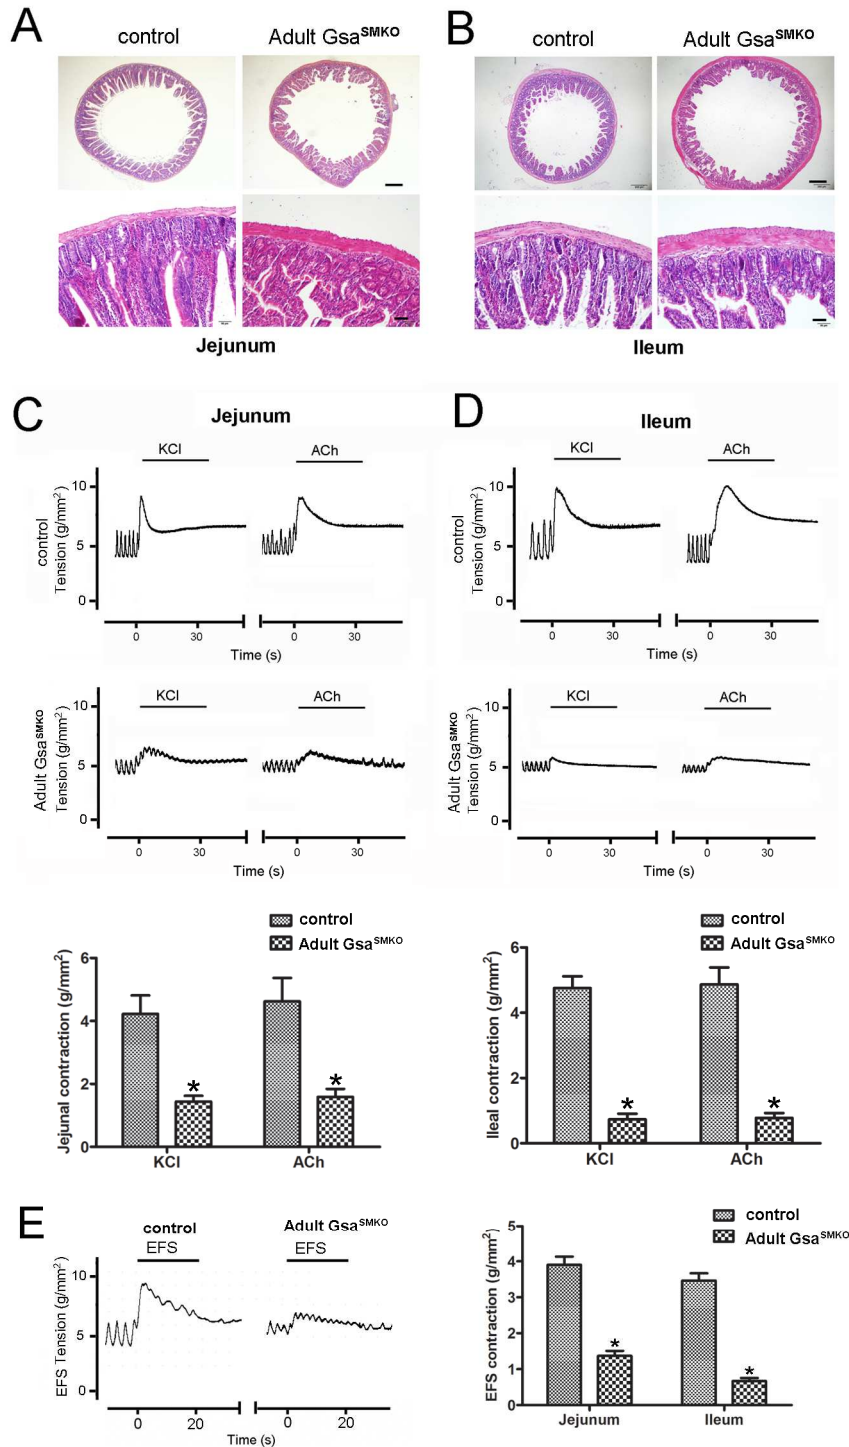 A
control
Adult Gsa^SMKO
Jejunum
B
control
Adult Gsa^SMKO
Ileum
C
Jejunum
KCl
ACh
control
Tension (g/mm²)
10
5
0
0
30
0
30
Time (s)
Adult Gsa^SMKO
Tension (g/mm²)
KCl
ACh
10
5
0
0
30
0
30
Time (s)
control
Adult Gsa^SMKO
Jejunal contraction (g/mm²)
6
4
2
0
*
*
KCl
ACh
D
Ileum
KCl
ACh
control
Tension (g/mm²)
10
5
0
0
30
0
30
Time (s)
Adult Gsa^SMKO
Tension (g/mm²)
KCl
ACh
10
5
0
0
30
0
30
Time (s)
control
Adult Gsa^SMKO
Ileal contraction (g/mm²)
6
4
2
0
*
*
KCl
ACh
E
control
Adult Gsa^SMKO
EFS
EFS
EFS Tension (g/mm²)
10
5
0
0
20
0
20
Time (s)
control
Adult Gsa^SMKO
EFS contraction (g/mm²)
5
4
3
2
1
0
*
*
Jejunum
Ileum